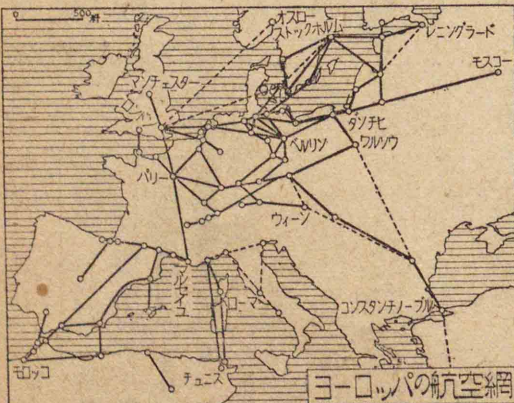 500粁
オスロー
ストックホルム
レニングラード
モスコー
マンチェスター
ロンドン
ダンチヒ
ワルソウ
ベルリン
パリー
ウィーン
マルセイユ
ローマ
コンスタンチノープル
モロッコ
チュニス
ヨーロッパの航空網